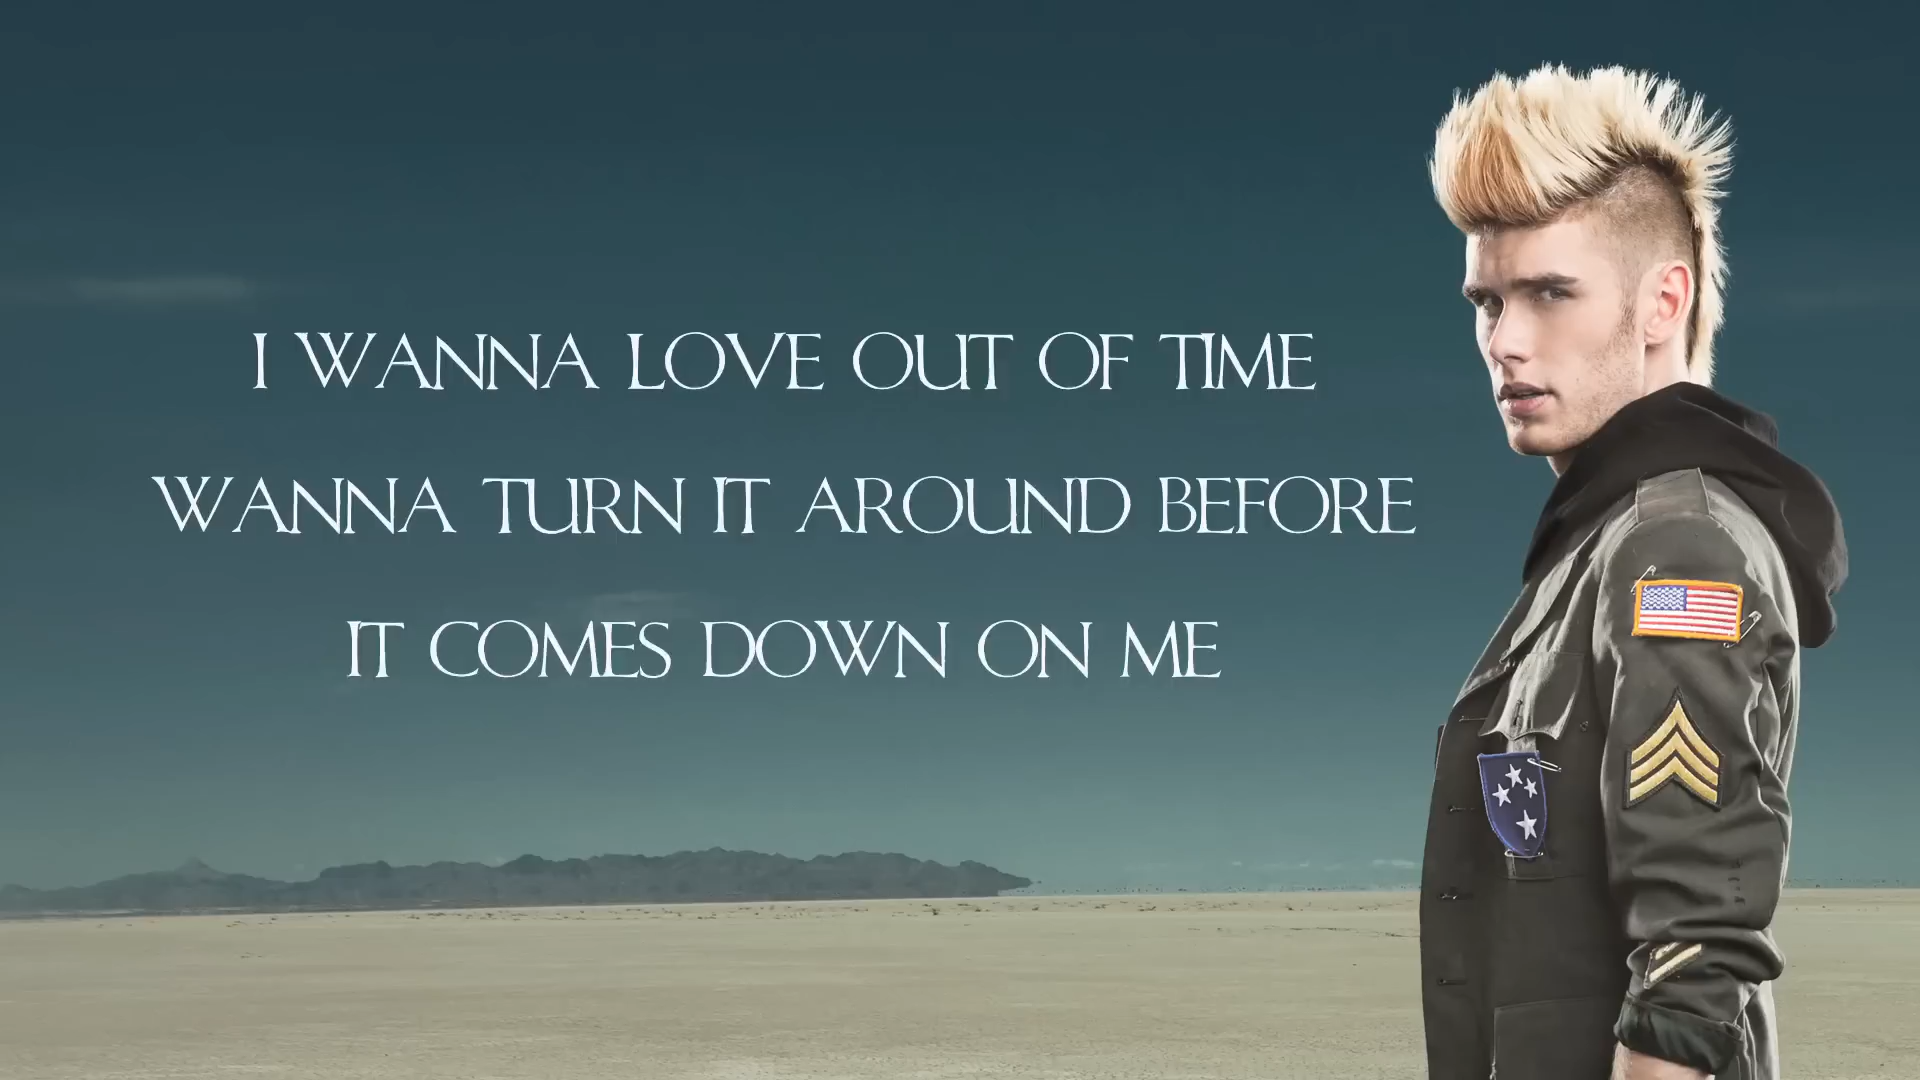 I WANNA LOVE OUT OF TIME
WANNA TURN IT AROUND BEFORE
IT COMES DOWN ON ME